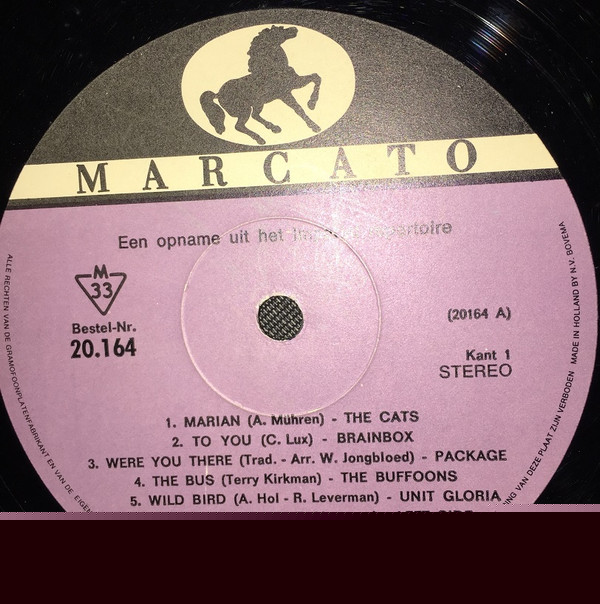 MARCATO
Een opname uit het repertoire
M
33
Bestel-Nr.
20.164
(20164 A)
Kant 1
STEREO
1. MARIAN (A. Mühren) - THE CATS
2. TO YOU (C. Lux) - BRAINBOX
3. WERE YOU THERE (Trad. - Arr. W. Jongbloed) - PACKAGE
4. THE BUS (Terry Kirkman) - THE BUFFOONS
5. WILD BIRD (A. Hol - R. Leverman) - UNIT GLORIA
ALLE RECHTEN VAN DE GRAMOFOONPLATENFABRIKANT EN VAN DE
VAN DEZE PLAAT ZIJN VERBODEN MADE IN HOLLAND BY N.V. BOVEMA